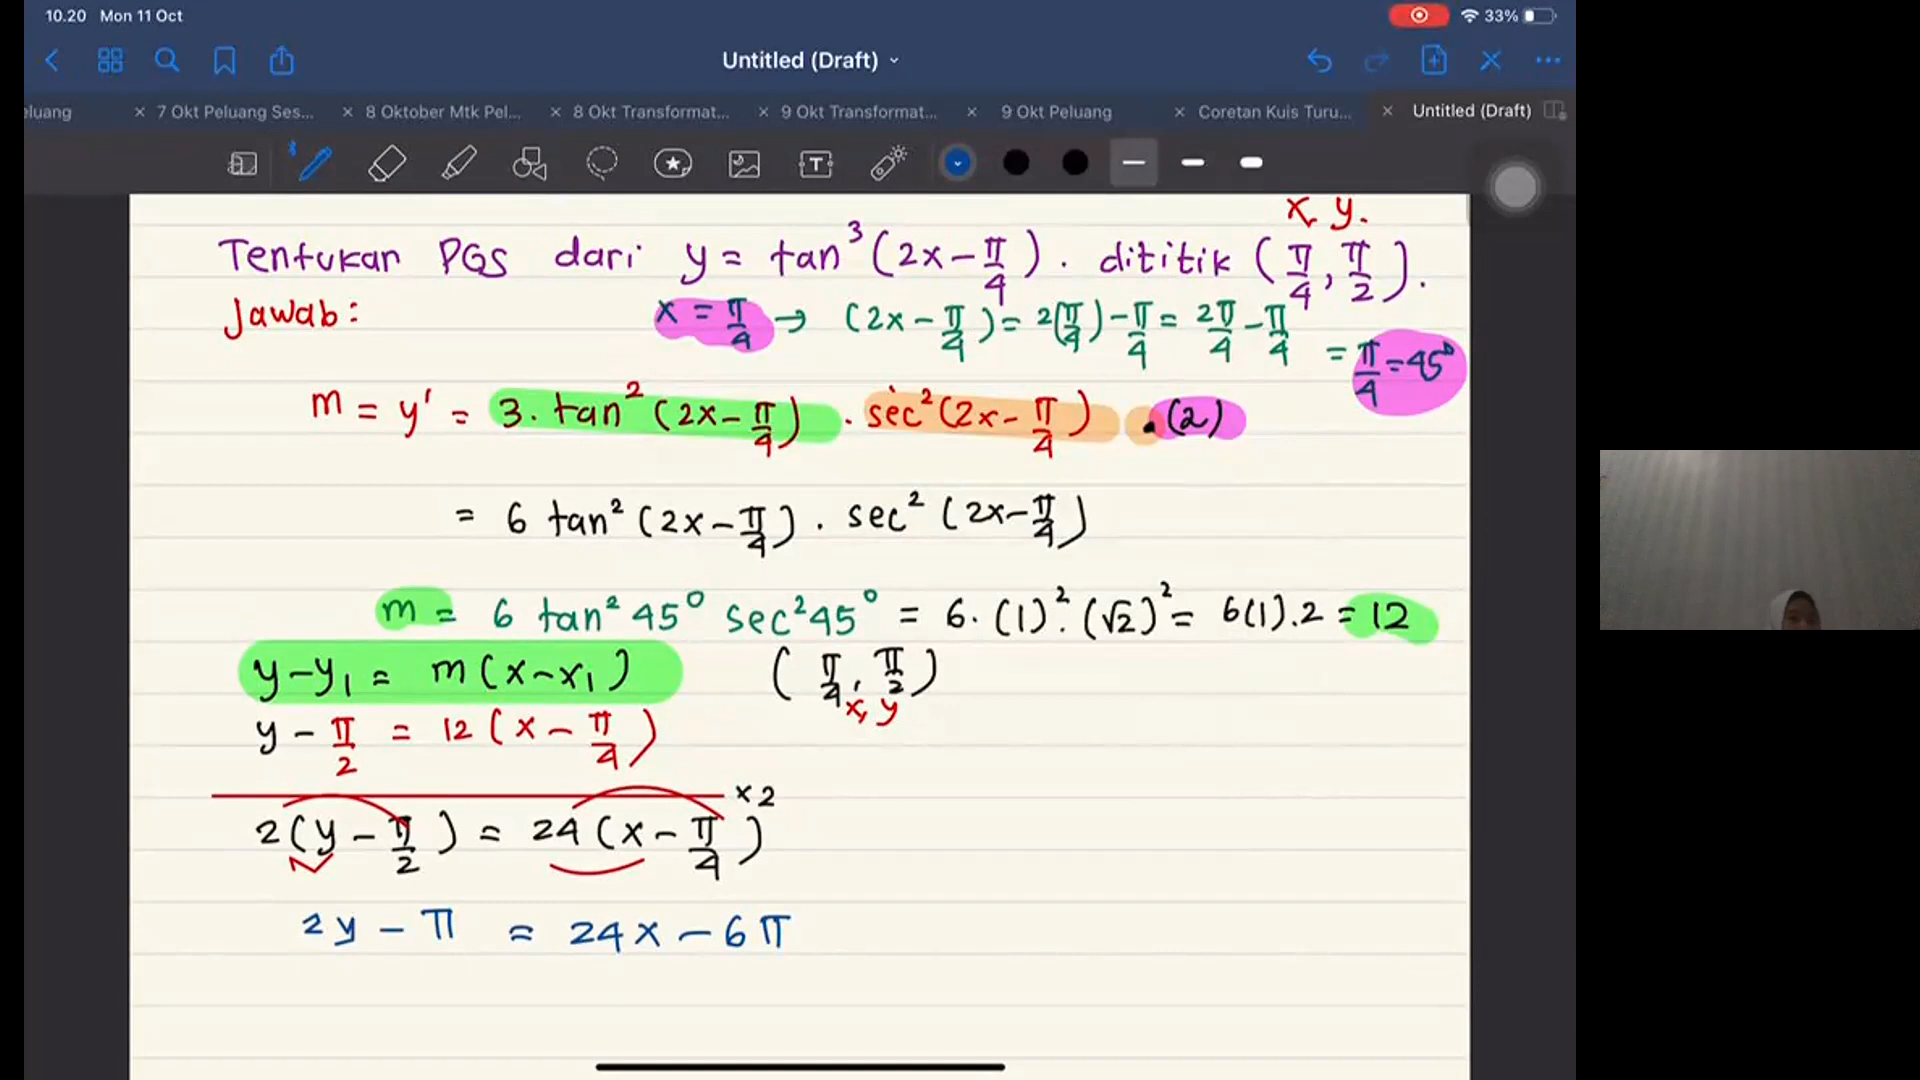 10.20 Mon 11 Oct 33%
Untitled (Draft)
eluang × 7 Okt Peluang Ses... × 8 Oktober Mtk Pel... × 8 Okt Transformat... × 9 Okt Transformat... × 9 Okt Peluang × Coretan Kuis Turu... × Untitled (Draft)
x, y.
Tentukan PGS dari y = tan³ (2x − π/4). dititik (π/4, π/2).
Jawab: x = π/4 → (2x − π/4) = 2(π/4) − π/4 = 2π/4 − π/4
= π/4 = 45°
m = y' = 3. tan² (2x − π/4) . sec² (2x − π/4) . (2)
= 6 tan² (2x − π/4) . sec² (2x − π/4)
m = 6 tan² 45° sec² 45° = 6. (1)². (√2)² = 6(1).2 = 12
y − y₁ = m (x − x₁) (π/4, π/2)
x, y
y − π/2 = 12 (x − π/4)
×2
2 (y − π/2) = 24 (x − π/4)
2y − π = 24x − 6π